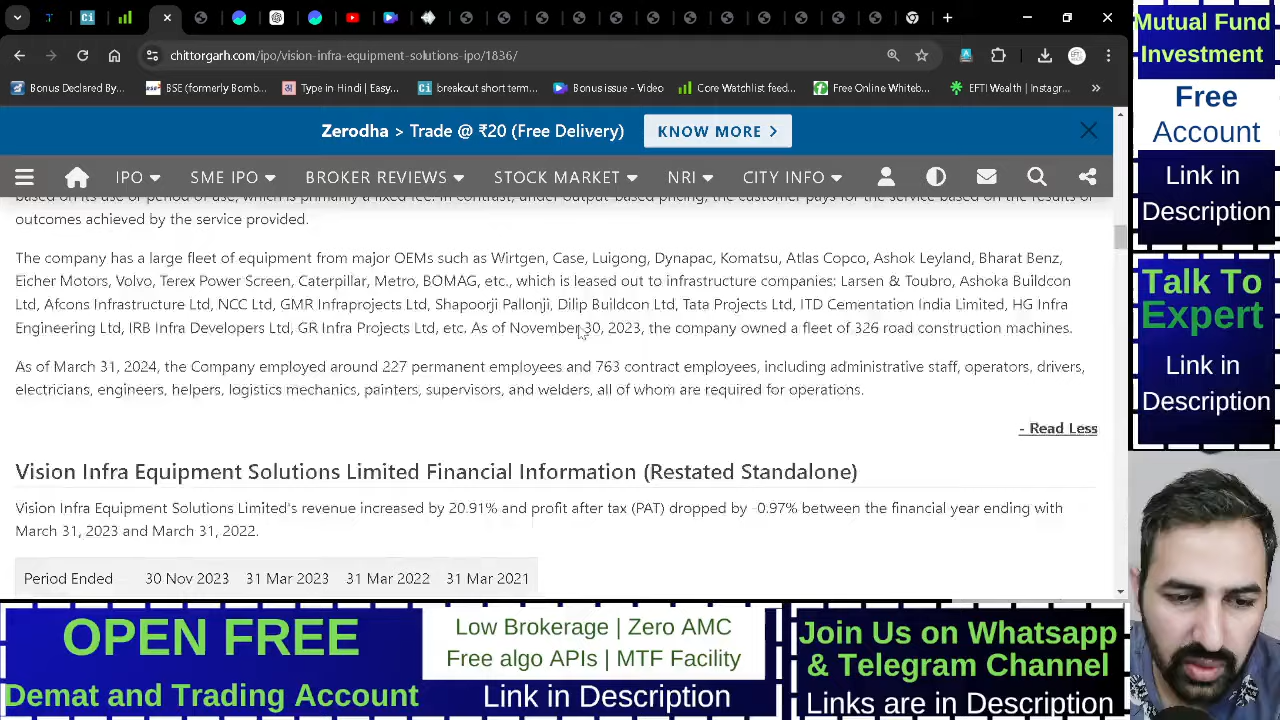 chittorgarh.com/ipo/vision-infra-equipment-solutions-ipo/1836/
Bonus Declared By...
BSE (formerly Bomb...
Type in Hindi | Easy...
Bonus issue - Video
Core Watchlist feed...
Free Online Whiteb...
EFTI Wealth | Instagr...
Zerodha > Trade @ ₹20 (Free Delivery)
KNOW MORE >
IPO
SME IPO
BROKER REVIEWS
STOCK MARKET
NRI
CITY INFO
outcomes achieved by the service provided.
The company has a large fleet of equipment from major OEMs such as Wirtgen, Case, Luigong, Dynapac, Komatsu, Atlas Copco, Ashok Leyland, Bharat Benz,
Eicher Motors, Volvo, Terex Power Screen, Caterpillar, Metro, BOMAG, etc. which is based out to infrastructure companies: Larsen & Toubro, Ashoka Buildcon
Ltd, Afcons Infrastructure Ltd, NCC Ltd, GMR Infraprojects Ltd, Shapoorji Pallonji, Dilip Buildcon Ltd, Tata Projects Ltd, ITD Cementation India Limited, HG Infra
Engineering Ltd, IRB Infra Developers Ltd, GR Infra Projects Ltd, etc. As of November 30, 2023, the company owned a fleet of 326 road construction machines.
As of March 31, 2024, the Company employed around 227 permanent employees and 763 contract employees, including administrative staff, operators, drivers,
electricians, engineers, helpers, logistics mechanics, painters, supervisors, and welders, all of whom are required for operations.
- Read Less
Vision Infra Equipment Solutions Limited Financial Information (Restated Standalone)
Vision Infra Equipment Solutions Limited's revenue increased by 20.91% and profit after tax (PAT) dropped by -0.97% between the financial year ending with
March 31, 2023 and March 31, 2022.
Period Ended 30 Nov 2023 31 Mar 2023 31 Mar 2022 31 Mar 2021
Mutual Fund
Investment
Free
Account
Link in
Description
Talk To
Expert
Link in
Description
OPEN FREE
Demat and Trading Account
Low Brokerage | Zero AMC
Free algo APIs | MTF Facility
Link in Description
Join Us on Whatsapp
& Telegram Channel
Links are in Description